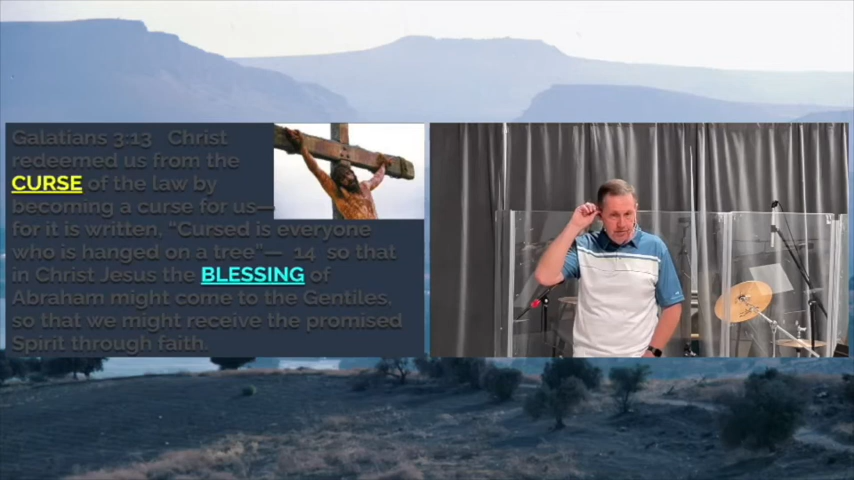 Galatians 3:13 Christ
redeemed us from the
CURSE of the law by
becoming a curse for us—
for it is written, “Cursed is everyone
who is hanged on a tree”— 14 so that
in Christ Jesus the BLESSING of
Abraham might come to the Gentiles,
so that we might receive the promised
Spirit through faith.